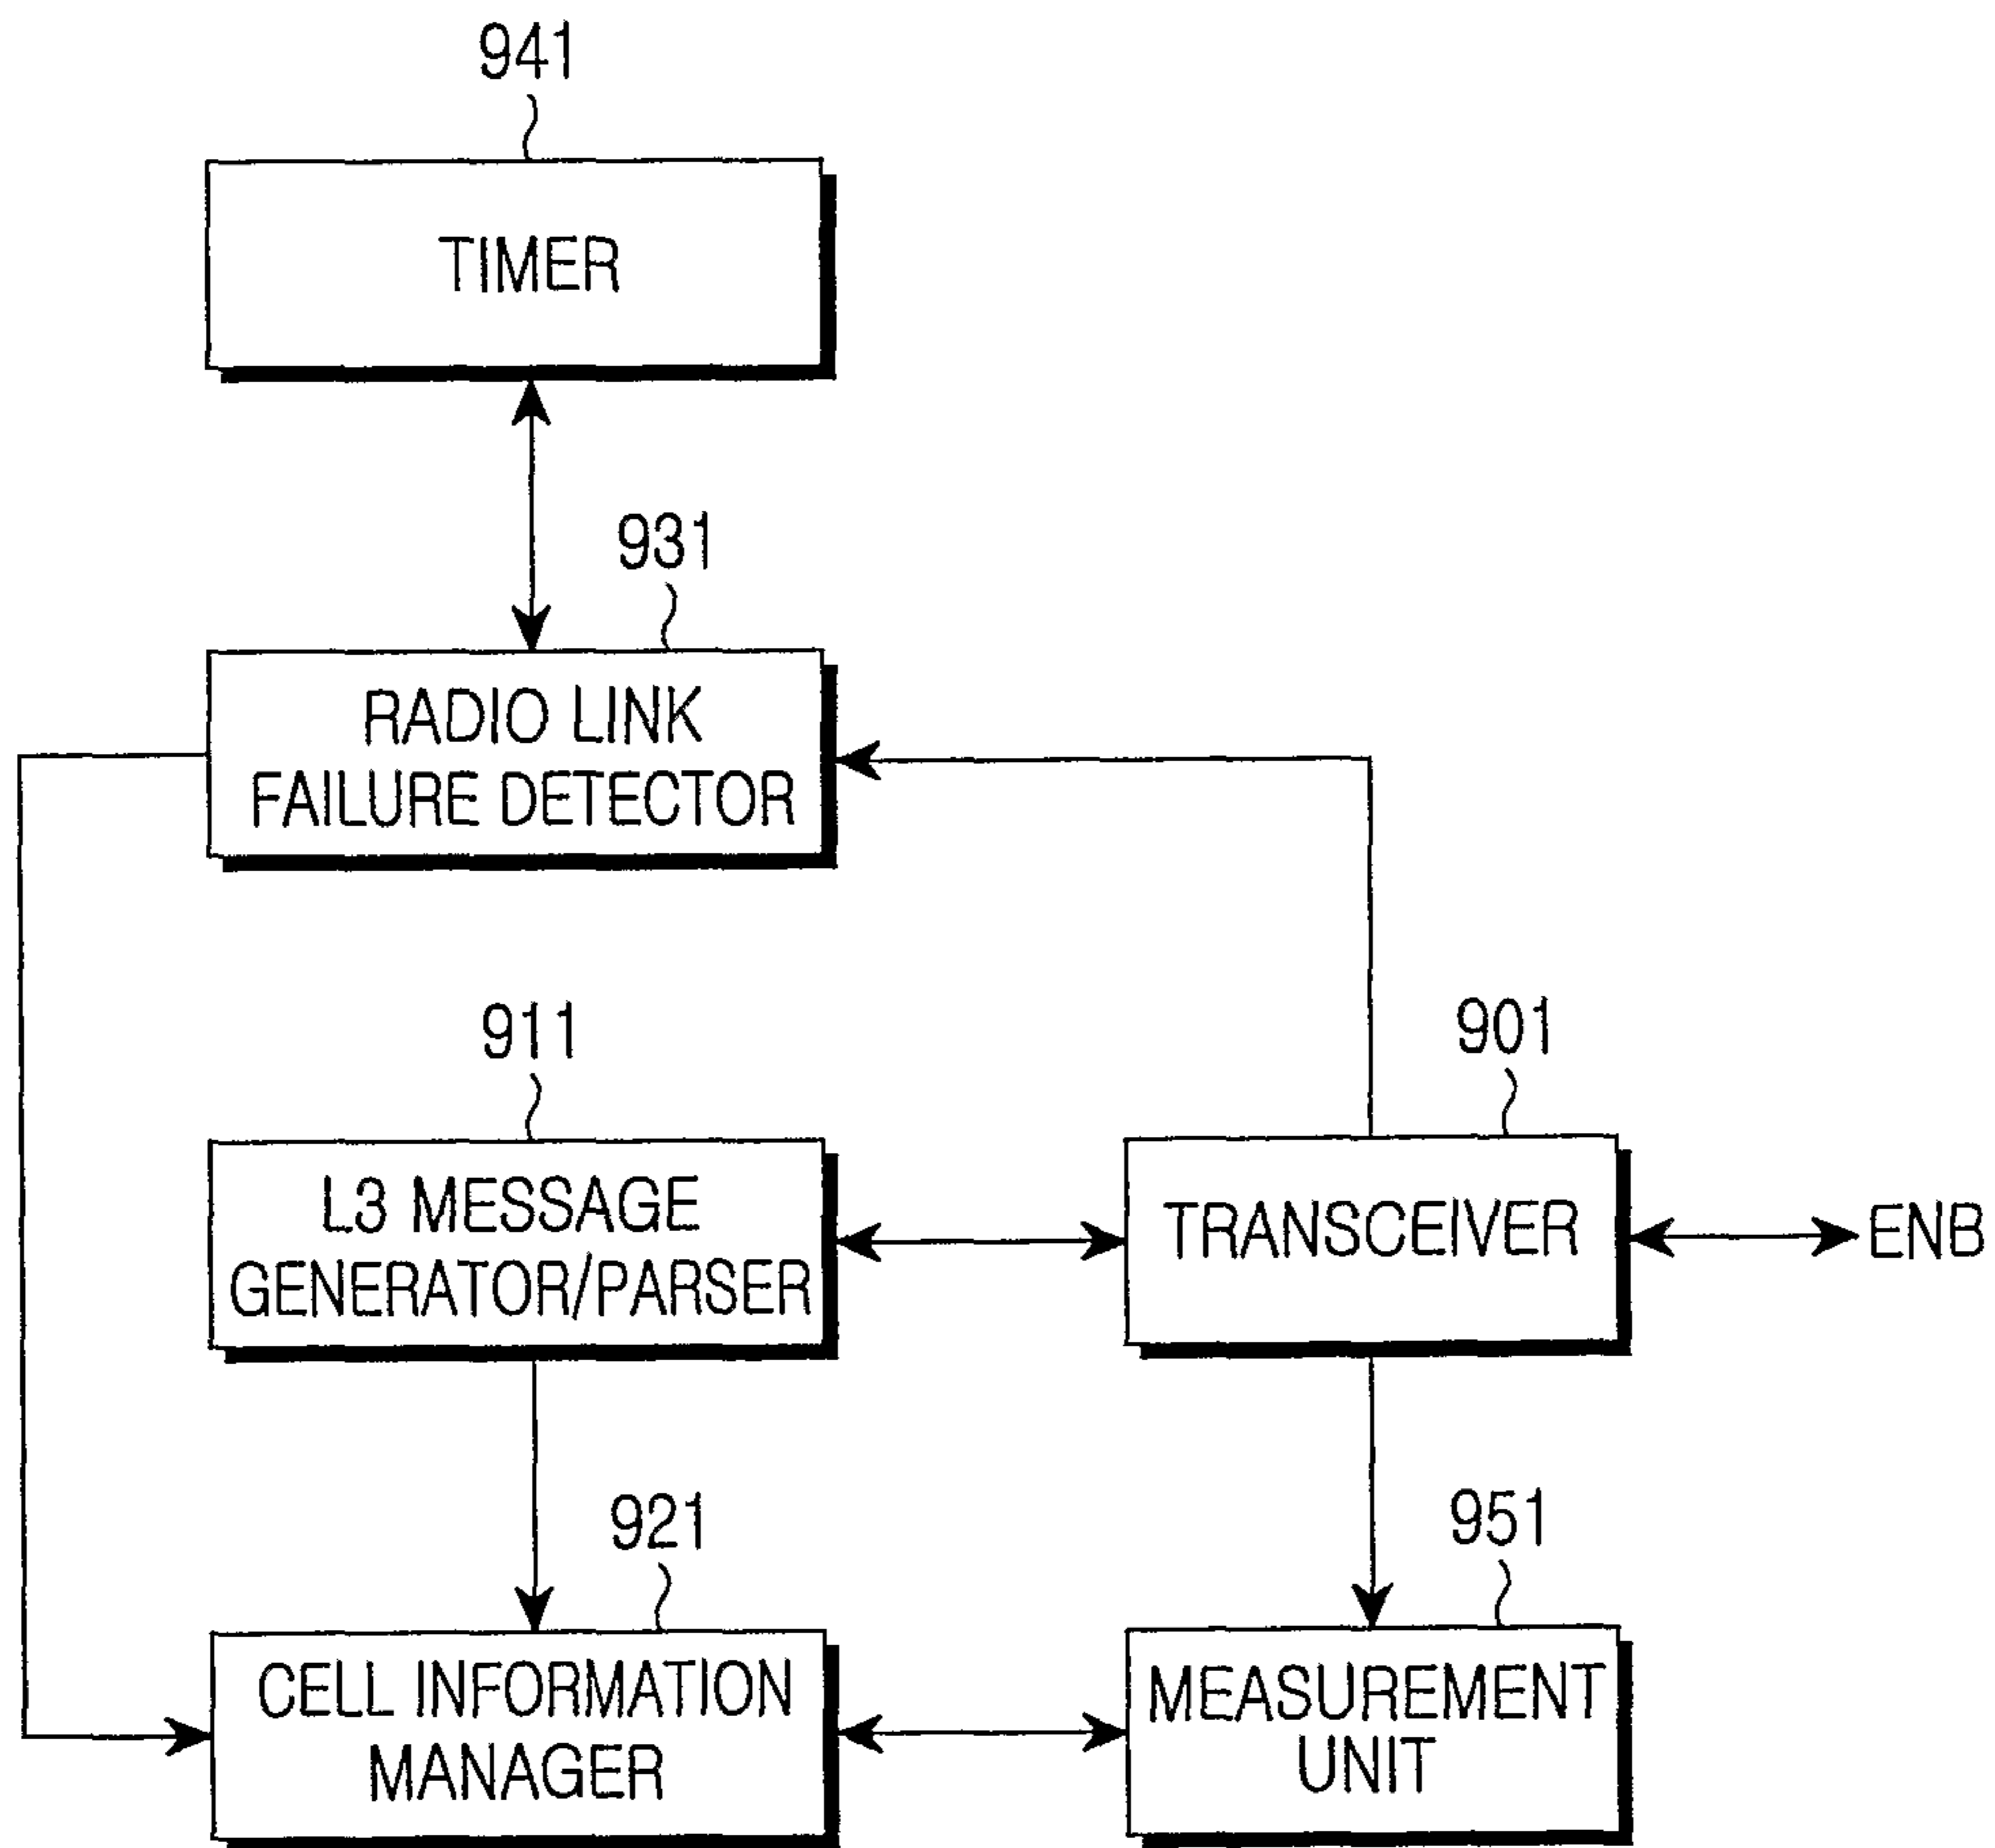 941
TIMER
931
RADIO LINK
FAILURE DETECTOR
911
L3 MESSAGE
GENERATOR/PARSER
901
TRANSCEIVER
ENB
921
CELL INFORMATION
MANAGER
951
MEASUREMENT
UNIT